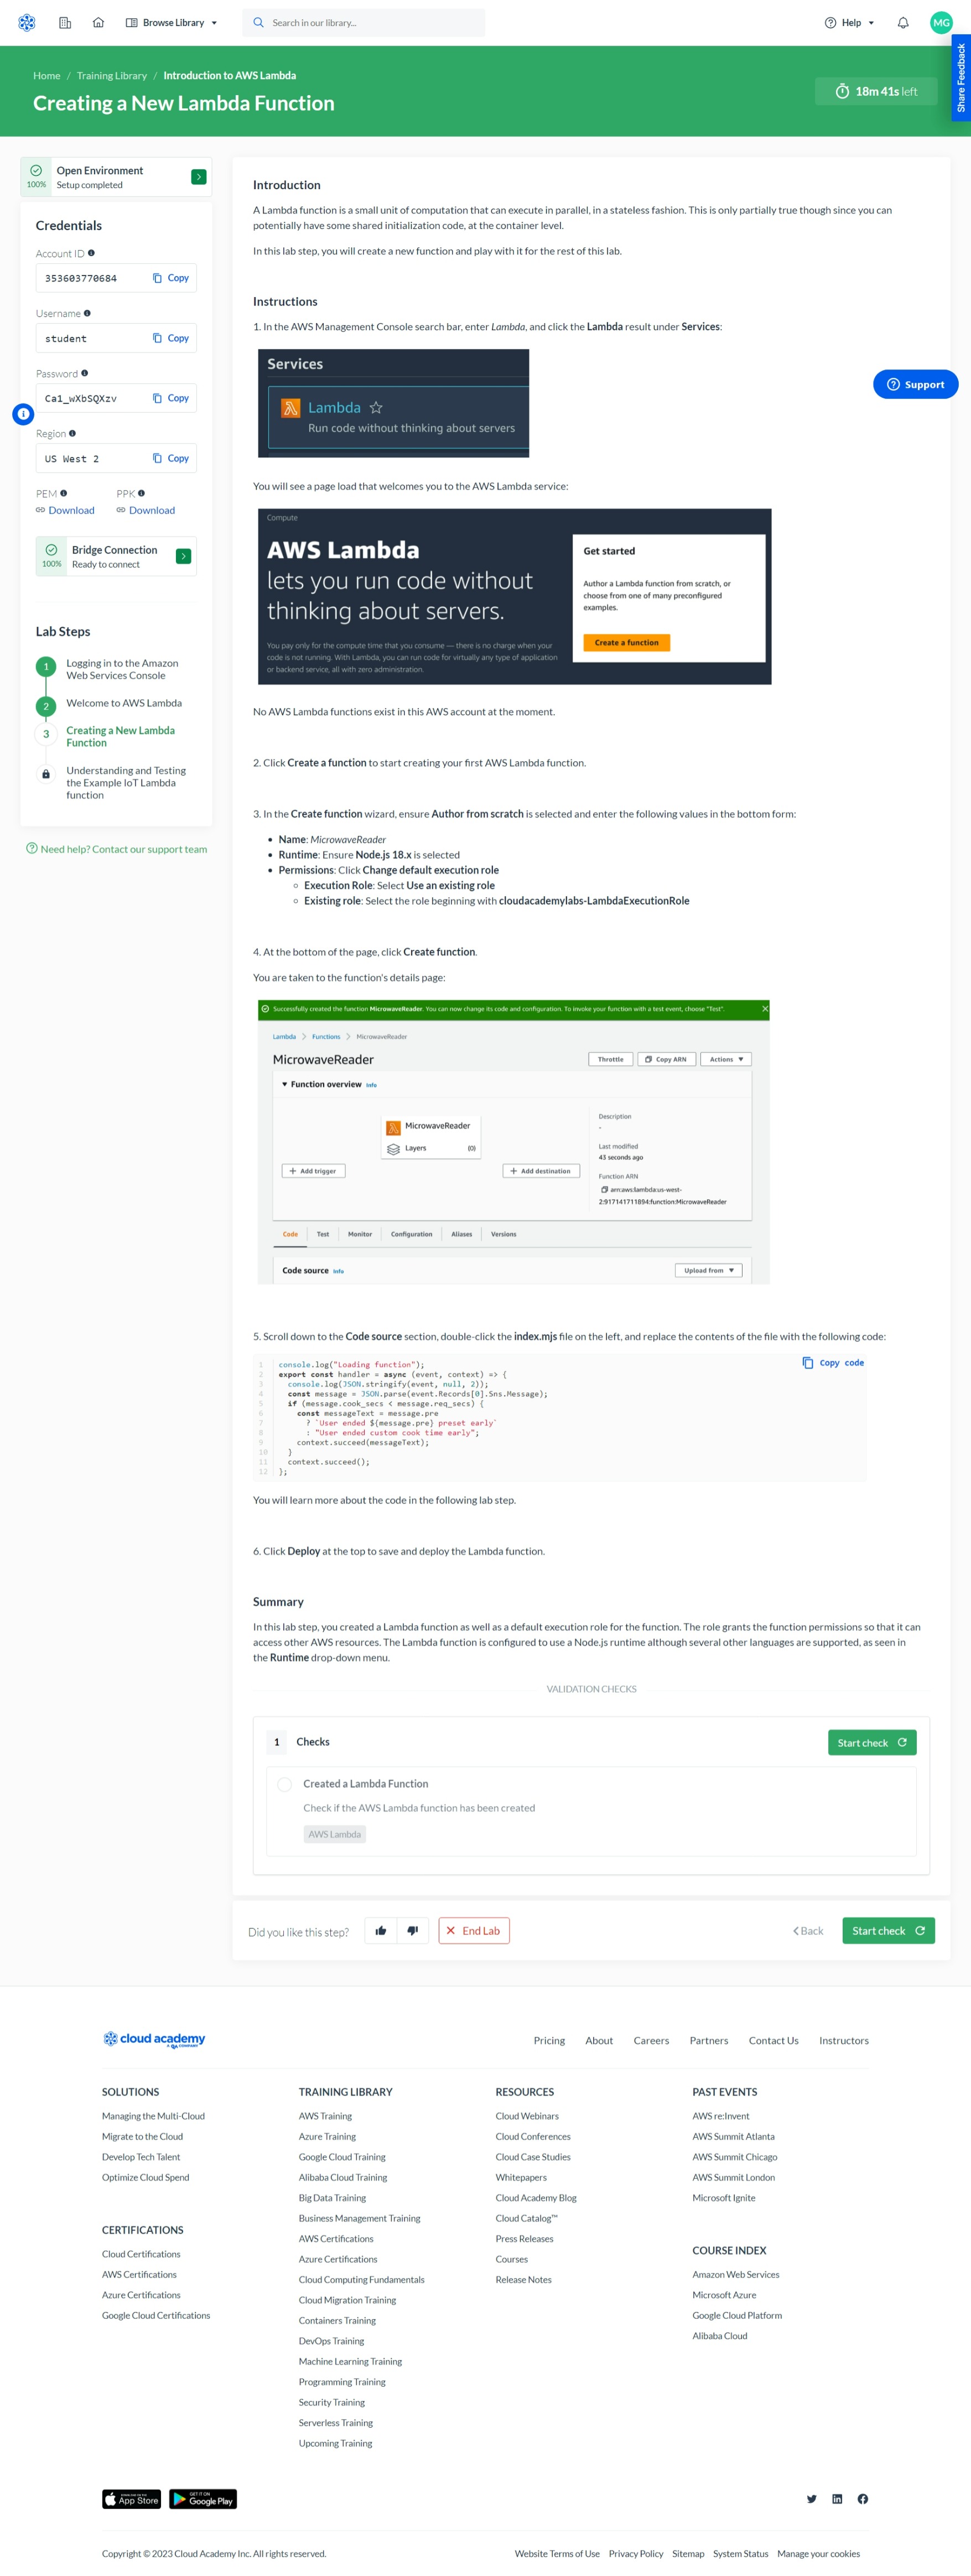 Browse Library
Search in our library...
Help
MG
Share Feedback
Home / Training Library / Introduction to AWS Lambda
Creating a New Lambda Function
18m 41s left
100%
Open Environment
Setup completed
Credentials
Account ID
353603770684 Copy
Username
student Copy
Password
Ca1_wXbSQXzv Copy
Region
US West 2 Copy
PEM PPK
Download Download
100%
Bridge Connection
Ready to connect
Lab Steps
1 Logging in to the Amazon
Web Services Console
2 Welcome to AWS Lambda
3 Creating a New Lambda
Function
Understanding and Testing
the Example IoT Lambda
function
Need help? Contact our support team
Introduction
A Lambda function is a small unit of computation that can execute in parallel, in a stateless fashion. This is only partially true though since you can
potentially have some shared initialization code, at the container level.
In this lab step, you will create a new function and play with it for the rest of this lab.
Instructions
1. In the AWS Management Console search bar, enter Lambda, and click the Lambda result under Services:
Services
Lambda
Run code without thinking about servers
Support
You will see a page load that welcomes you to the AWS Lambda service:
Compute
AWS Lambda
lets you run code without
thinking about servers.
You pay only for the compute time that you consume — there is no charge when your
code is not running. With Lambda, you can run code for virtually any type of application
or backend service, all with zero administration.
Get started
Author a Lambda function from scratch, or
choose from one of many preconfigured
examples.
Create a function
No AWS Lambda functions exist in this AWS account at the moment.
2. Click Create a function to start creating your first AWS Lambda function.
3. In the Create function wizard, ensure Author from scratch is selected and enter the following values in the bottom form:
• Name: MicrowaveReader
• Runtime: Ensure Node.js 18.x is selected
• Permissions: Click Change default execution role
◦ Execution Role: Select Use an existing role
◦ Existing role: Select the role beginning with cloudacademylabs-LambdaExecutionRole
4. At the bottom of the page, click Create function.
You are taken to the function's details page:
Successfully created the function MicrowaveReader. You can now change its code and configuration. To invoke your function with a test event, choose "Test".
Lambda > Functions > MicrowaveReader
MicrowaveReader
Throttle Copy ARN Actions
Function overview Info
MicrowaveReader
Layers (0)
+ Add trigger
+ Add destination
Description
-
Last modified
43 seconds ago
Function ARN
arn:aws:lambda:us-west-
2:917141711894:function:MicrowaveReader
Code Test Monitor Configuration Aliases Versions
Code source Info
Upload from
5. Scroll down to the Code source section, double-click the index.mjs file on the left, and replace the contents of the file with the following code:
Copy code
1 console.log("Loading function");
2 export const handler = async (event, context) => {
3 console.log(JSON.stringify(event, null, 2));
4 const message = JSON.parse(event.Records[0].Sns.Message);
5 if (message.cook_secs < message.req_secs) {
6 const messageText = message.pre
7 ? `User ended ${message.pre} preset early`
8 : "User ended custom cook time early";
9 context.succeed(messageText);
10 }
11 context.succeed();
12 };
You will learn more about the code in the following lab step.
6. Click Deploy at the top to save and deploy the Lambda function.
Summary
In this lab step, you created a Lambda function as well as a default execution role for the function. The role grants the function permissions so that it can
access other AWS resources. The Lambda function is configured to use a Node.js runtime although several other languages are supported, as seen in
the Runtime drop-down menu.
VALIDATION CHECKS
1 Checks
Start check
Created a Lambda Function
Check if the AWS Lambda function has been created
AWS Lambda
Did you like this step?
End Lab
Back
Start check
cloud academy
A QA COMPANY
Pricing About Careers Partners Contact Us Instructors
SOLUTIONS
Managing the Multi-Cloud
Migrate to the Cloud
Develop Tech Talent
Optimize Cloud Spend
CERTIFICATIONS
Cloud Certifications
AWS Certifications
Azure Certifications
Google Cloud Certifications
TRAINING LIBRARY
AWS Training
Azure Training
Google Cloud Training
Alibaba Cloud Training
Big Data Training
Business Management Training
AWS Certifications
Azure Certifications
Cloud Computing Fundamentals
Cloud Migration Training
Containers Training
DevOps Training
Machine Learning Training
Programming Training
Security Training
Serverless Training
Upcoming Training
RESOURCES
Cloud Webinars
Cloud Conferences
Cloud Case Studies
Whitepapers
Cloud Academy Blog
Cloud Catalog™
Press Releases
Courses
Release Notes
PAST EVENTS
AWS re:Invent
AWS Summit Atlanta
AWS Summit Chicago
AWS Summit London
Microsoft Ignite
COURSE INDEX
Amazon Web Services
Microsoft Azure
Google Cloud Platform
Alibaba Cloud
App Store
GET IT ON
Google Play
Copyright © 2023 Cloud Academy Inc. All rights reserved.
Website Terms of Use Privacy Policy Sitemap System Status Manage your cookies